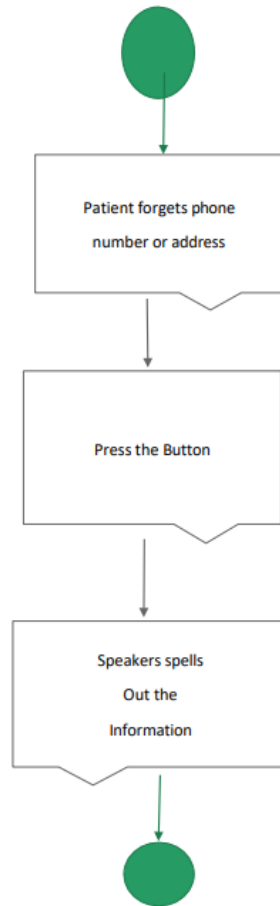 Patient forgets phone
number or address
Press the Button
Speakers spells
Out the
Information